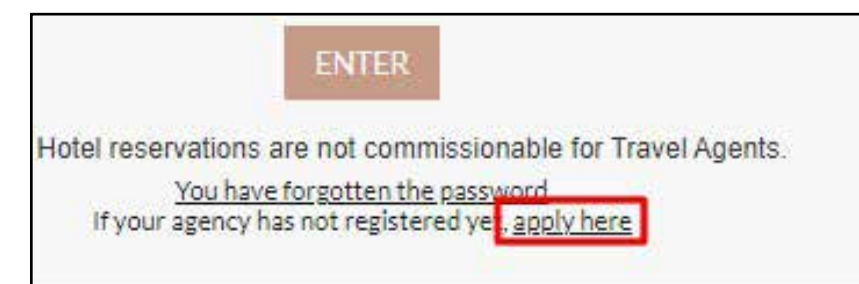 ENTER
Hotel reservations are not commissionable for Travel Agents.
You have forgotten the password
If your agency has not registered yet, apply here